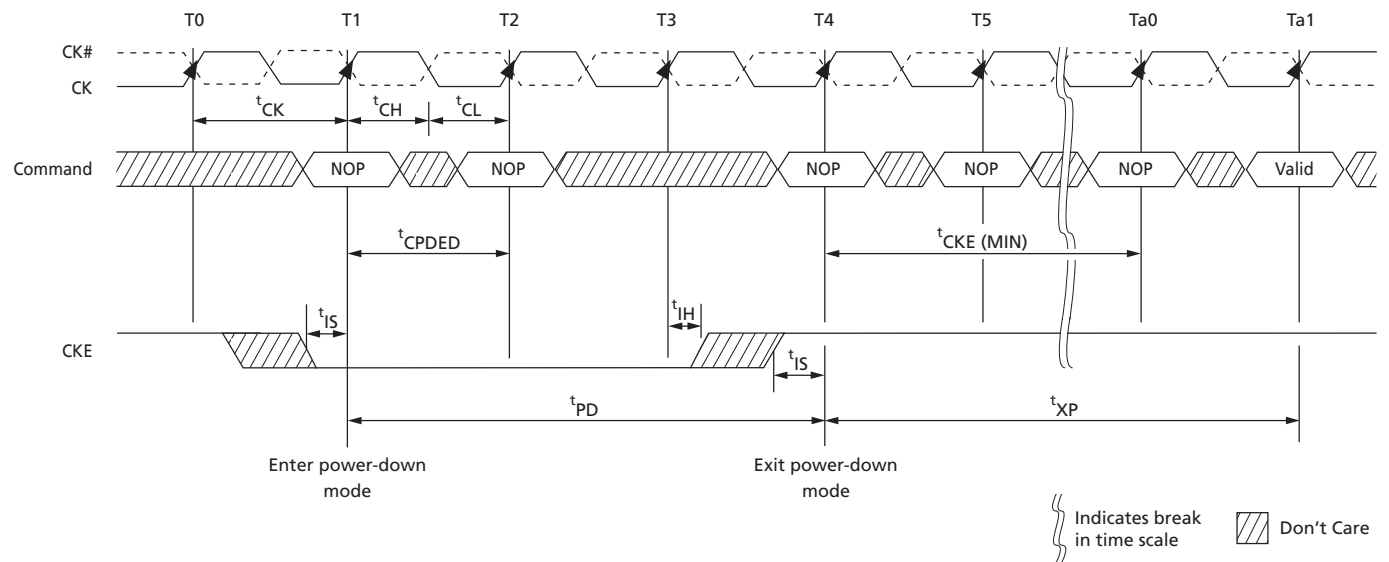 T0 T1 T2 T3 T4 T5 Ta0 Ta1
CK#
CK
tCK tCH tCL
Command NOP NOP NOP NOP NOP Valid
tCPDED tCKE (MIN)
tIS tIH
CKE
tIS
tPD tXP
Enter power-down
mode
Exit power-down
mode
Indicates break
in time scale
Don't Care